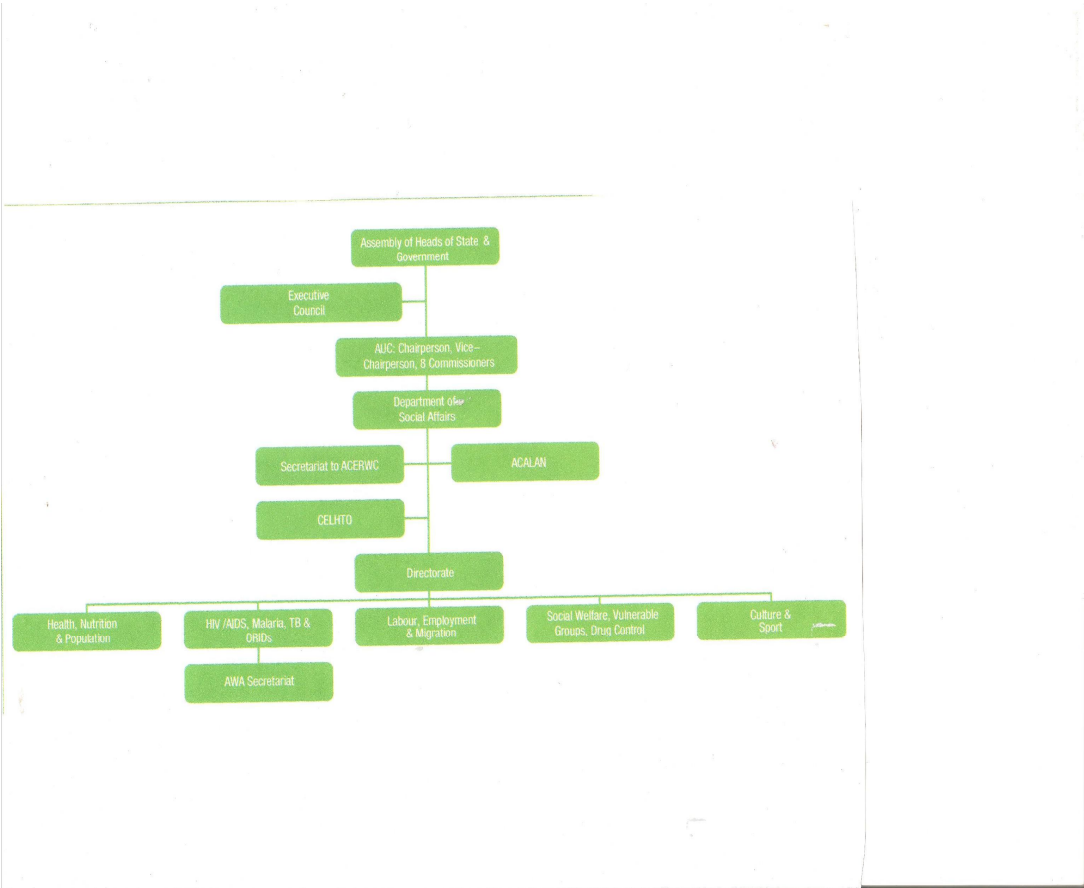 Assembly of Heads of State &
Government
Executive
Council
AUC: Chairperson, Vice–
Chairperson, 8 Commissioners
Department of
Social Affairs
Secretariat to ACERWC
ACALAN
CELHTO
Directorate
Health, Nutrition
& Population
HIV /AIDS, Malaria, TB &
ORIDs
Labour, Employment
& Migration
Social Welfare, Vulnerable
Groups, Drug Control
Culture &
Sport
AWA Secretariat